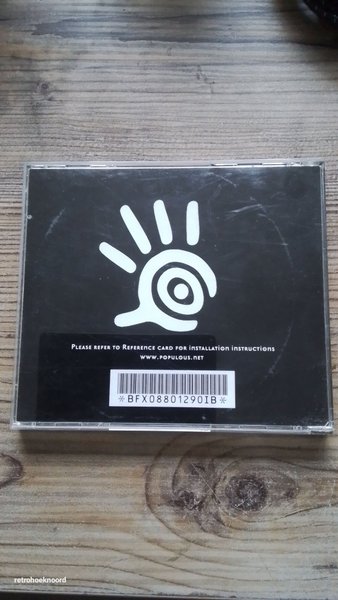 Please refer to Reference card for installation instructions
www.populous.net
*BFX08801290IB*
retrohoeknoord